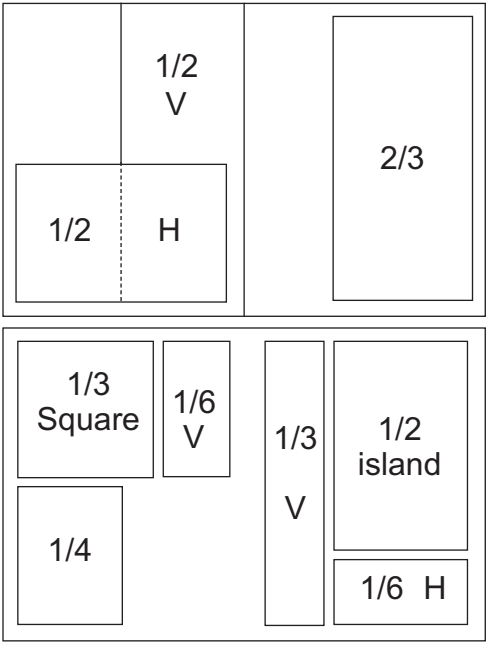 1/2
V
1/2 H
2/3
1/3
Square
1/6
V
1/4
1/3
V
1/2
island
1/6 H